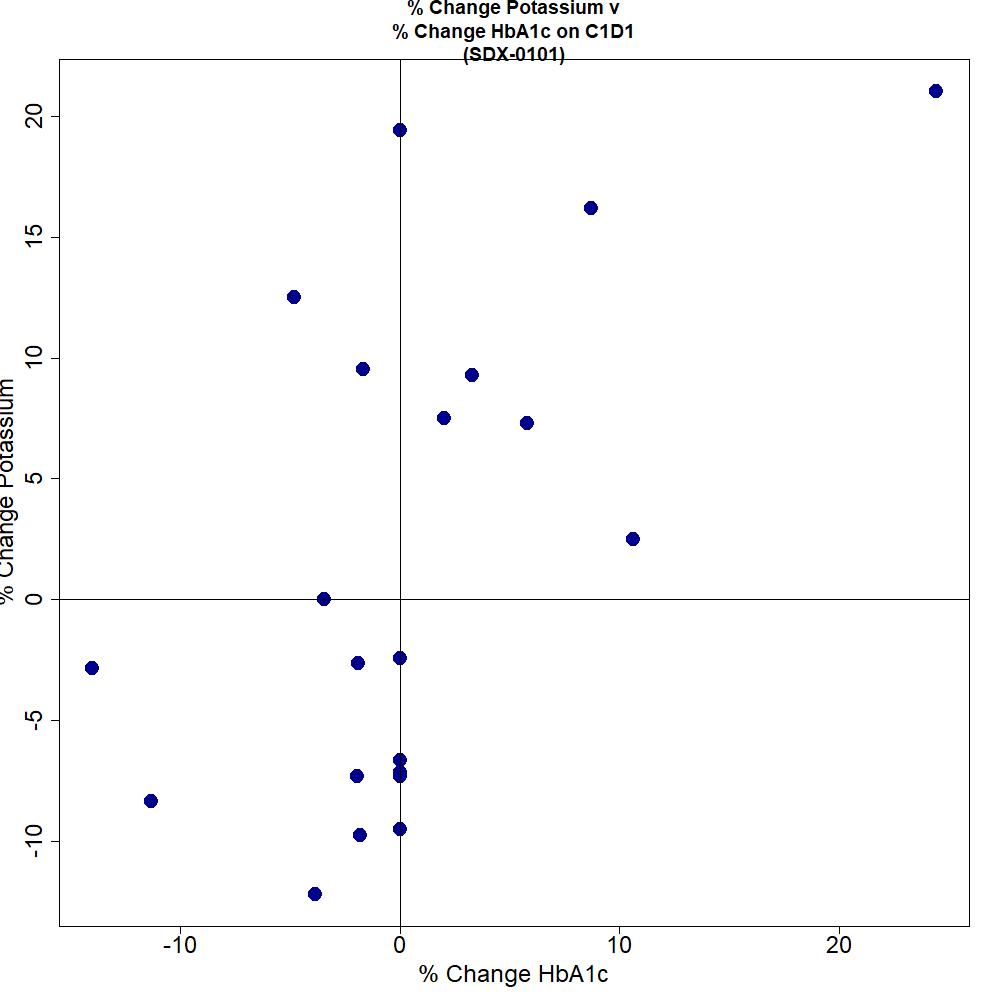 % Change Potassium v
% Change HbA1c on C1D1
(SDX-0101)
% Change Potassium
20
15
10
5
0
-5
-10
-10
0
10
20
% Change HbA1c